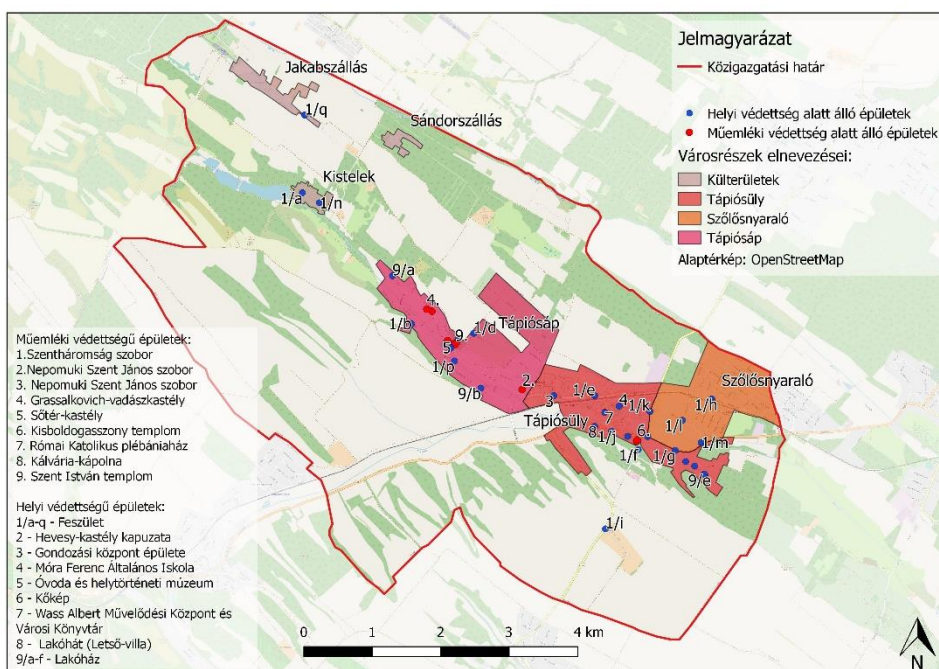 Jelmagyarázat
Közigazgatási határ
Helyi védettség alatt álló épületek
Műemléki védettség alatt álló épületek
Városrészek elnevezései:
Külterületek
Tápiósüly
Szőlősnyaraló
Tápiósáp
Alaptérkép: OpenStreetMap
Jakabszállás
1/q
Sándorszállás
Kistelek
1/a
1/n
9/a
4.
1/b
1/d
Tápiósáp
9.
5
1/p
9/b
2.
3
1/e
4
1/k
7
Tápiósüly
8
1/j
6.
1/f
Szőlősnyaraló
1/h
1/l
1/m
1/g
9/e
1/i
Műemléki védettségű épületek:
1.Szentháromság szobor
2.Nepomuki Szent János szobor
3. Nepomuki Szent János szobor
4. Grassalkovich-vadászkastély
5. Sőtér-kastély
6. Kisboldogasszony templom
7. Római Katolikus plébániaház
8. Kálvária-kápolna
9. Szent István templom
Helyi védettségű épületek:
1/a-q - Feszület
2 - Hevesy-kastély kapuzata
3 - Gondozási központ épülete
4 - Móra Ferenc Általános Iskola
5 - Óvoda és helytörténeti múzeum
6 - Kőkép
7 - Wass Albert Művelődési Központ és
Városi Könyvtár
8 - Lakóhát (Letső-villa)
9/a-f - Lakóház
0 1 2 3 4 km
N